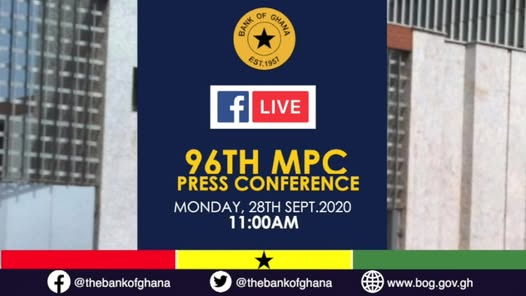 BANK OF GHANA
EST.1957
f LIVE
96TH MPC
PRESS CONFERENCE
MONDAY, 28TH SEPT.2020
11:00AM
@thebankofghana @thebankofghana www.bog.gov.gh